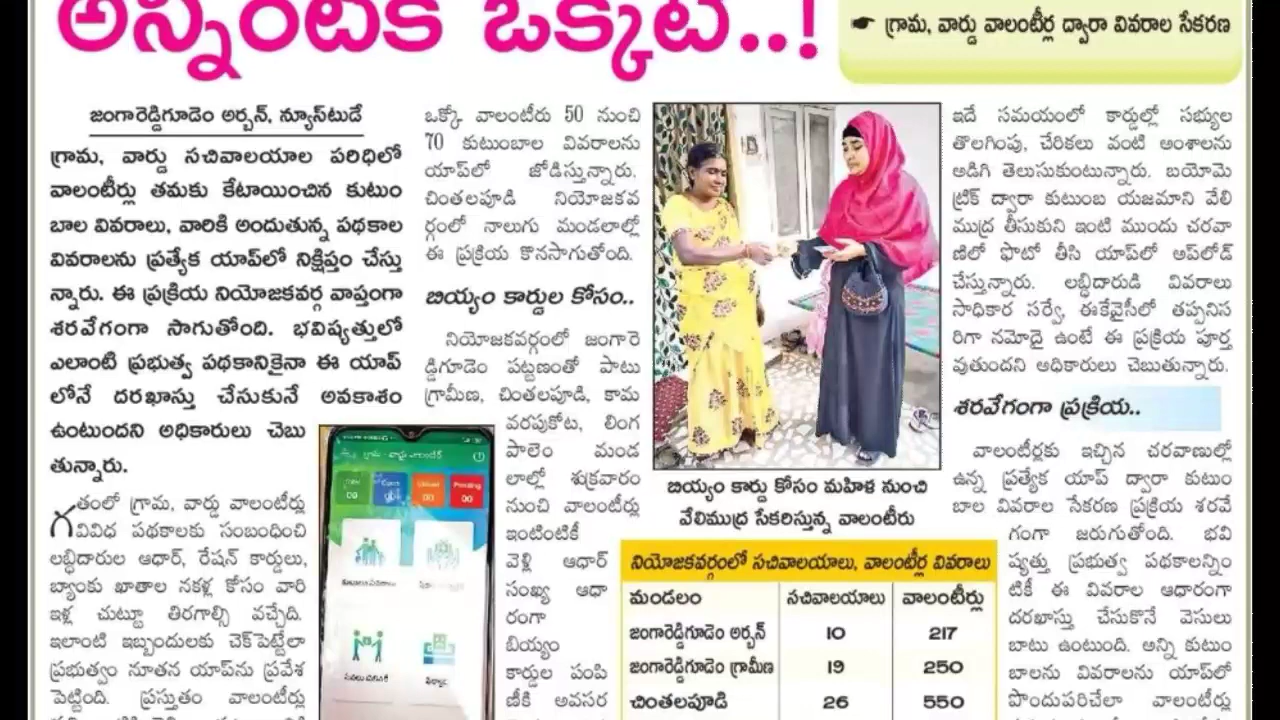 అన్నింటికీ ఒక్కటే..!
☛ గ్రామ, వార్డు వాలంటీర్ల ద్వారా వివరాల సేకరణ
జంగారెడ్డిగూడెం అర్బన్, న్యూస్‌టుడే
గ్రామ, వార్డు సచివాలయాల పరిధిలో
వాలంటీర్లు తమకు కేటాయించిన కుటుం
బాల వివరాలు, వారికి అందుతున్న పథకాల
వివరాలను ప్రత్యేక యాప్‌లో నిక్షిప్తం చేస్తు
న్నారు. ఈ ప్రక్రియ నియోజకవర్గ వ్యాప్తంగా
శరవేగంగా సాగుతోంది. భవిష్యత్తులో
ఎలాంటి ప్రభుత్వ పథకానికైనా ఈ యాప్
లోనే దరఖాస్తు చేసుకునే అవకాశం
ఉంటుందని అధికారులు చెబు
తున్నారు.
గతంలో గ్రామ, వార్డు వాలంటీర్లు
వివిధ పథకాలకు సంబంధించి
లబ్ధిదారుల ఆధార్, రేషన్ కార్డులు,
బ్యాంకు ఖాతాల నకళ్ల కోసం వారి
ఇళ్ల చుట్టూ తిరగాల్సి వచ్చేది.
ఇలాంటి ఇబ్బందులకు చెక్‌పెట్టేలా
ప్రభుత్వం నూతన యాప్‌ను ప్రవేశ
పెట్టింది. ప్రస్తుతం వాలంటీర్లు
ఒక్కో వాలంటీరు 50 నుంచి
70 కుటుంబాల వివరాలను
యాప్‌లో జోడిస్తున్నారు.
చింతలపూడి నియోజకవ
ర్గంలో నాలుగు మండలాల్లో
ఈ ప్రక్రియ కొనసాగుతోంది.
బియ్యం కార్డుల కోసం..
నియోజకవర్గంలో జంగారె
డ్డిగూడెం పట్టణంతో పాటు
గ్రామీణ, చింతలపూడి, కామ
వరపుకోట, లింగ
పాలెం మండ
లాల్లో శుక్రవారం
నుంచి వాలంటీర్లు
ఇంటింటికీ
వెళ్లి ఆధార్
సంఖ్య ఆధా
రంగా
బియ్యం
కార్డుల పంపి
ణీకి అవసర
గ్రామ - వార్డు వాలంటీర్
Upload
Pending
00
00
బియ్యం కార్డు కోసం మహిళ నుంచి
వేలిముద్ర సేకరిస్తున్న వాలంటీరు
నియోజకవర్గంలో సచివాలయాలు, వాలంటీర్ల వివరాలు
మండలం సచివాలయాలు వాలంటీర్లు
జంగారెడ్డిగూడెం అర్బన్ 10 217
జంగారెడ్డిగూడెం గ్రామీణ 19 250
చింతలపూడి 26 550
ఇదే సమయంలో కార్డుల్లో సభ్యుల
తొలగింపు, చేరికలు వంటి అంశాలను
అడిగి తెలుసుకుంటున్నారు. బయోమె
ట్రిక్ ద్వారా కుటుంబ యజమాని వేలి
ముద్ర తీసుకుని ఇంటి ముందు చరవా
ణిలో ఫొటో తీసి యాప్‌లో అప్‌లోడ్
చేస్తున్నారు. లబ్ధిదారుడి వివరాలు
సాధికార సర్వే, ఈకేవైసీలో తప్పనిస
రిగా నమోదై ఉంటే ఈ ప్రక్రియ పూర్త
వుతుందని అధికారులు చెబుతున్నారు.
శరవేగంగా ప్రక్రియ..
వాలంటీర్లకు ఇచ్చిన చరవాణుల్లో
ఉన్న ప్రత్యేక యాప్ ద్వారా కుటుం
బాల వివరాల సేకరణ ప్రక్రియ శరవే
గంగా జరుగుతోంది. భవి
ష్యత్తు ప్రభుత్వ పథకాలన్నిం
టికీ ఈ వివరాల ఆధారంగా
దరఖాస్తు చేసుకొనే వెసులు
బాటు ఉంటుంది. అన్ని కుటుం
బాలను వివరాలను యాప్‌లో
పొందుపరిచేలా వాలంటీర్లు